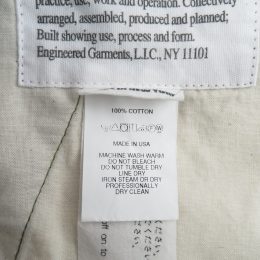 practice, use, work and operation. Collectively
arranged, assembled, produced and planned;
Built showing use, process and form.
Engineered Garments, L.I.C., NY 11101
100% COTTON
MADE IN USA
MACHINE WASH WARM
DO NOT BLEACH
DO NOT TUMBLE DRY
LINE DRY
IRON STEAM OR DRY
PROFESSIONALLY
DRY CLEAN